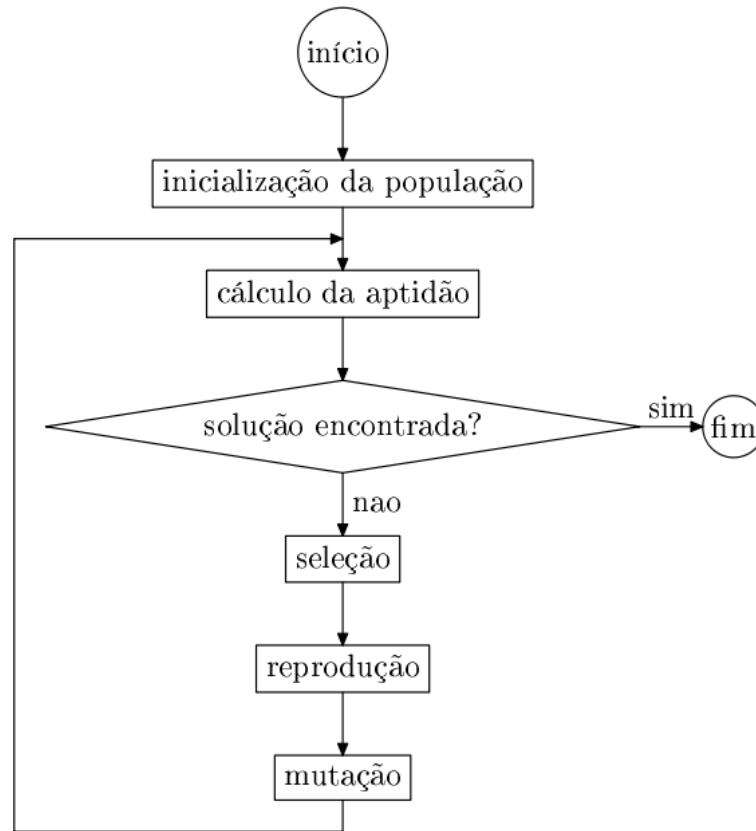 início
inicialização da população
cálculo da aptidão
solução encontrada?
sim
fim
nao
seleção
reprodução
mutação